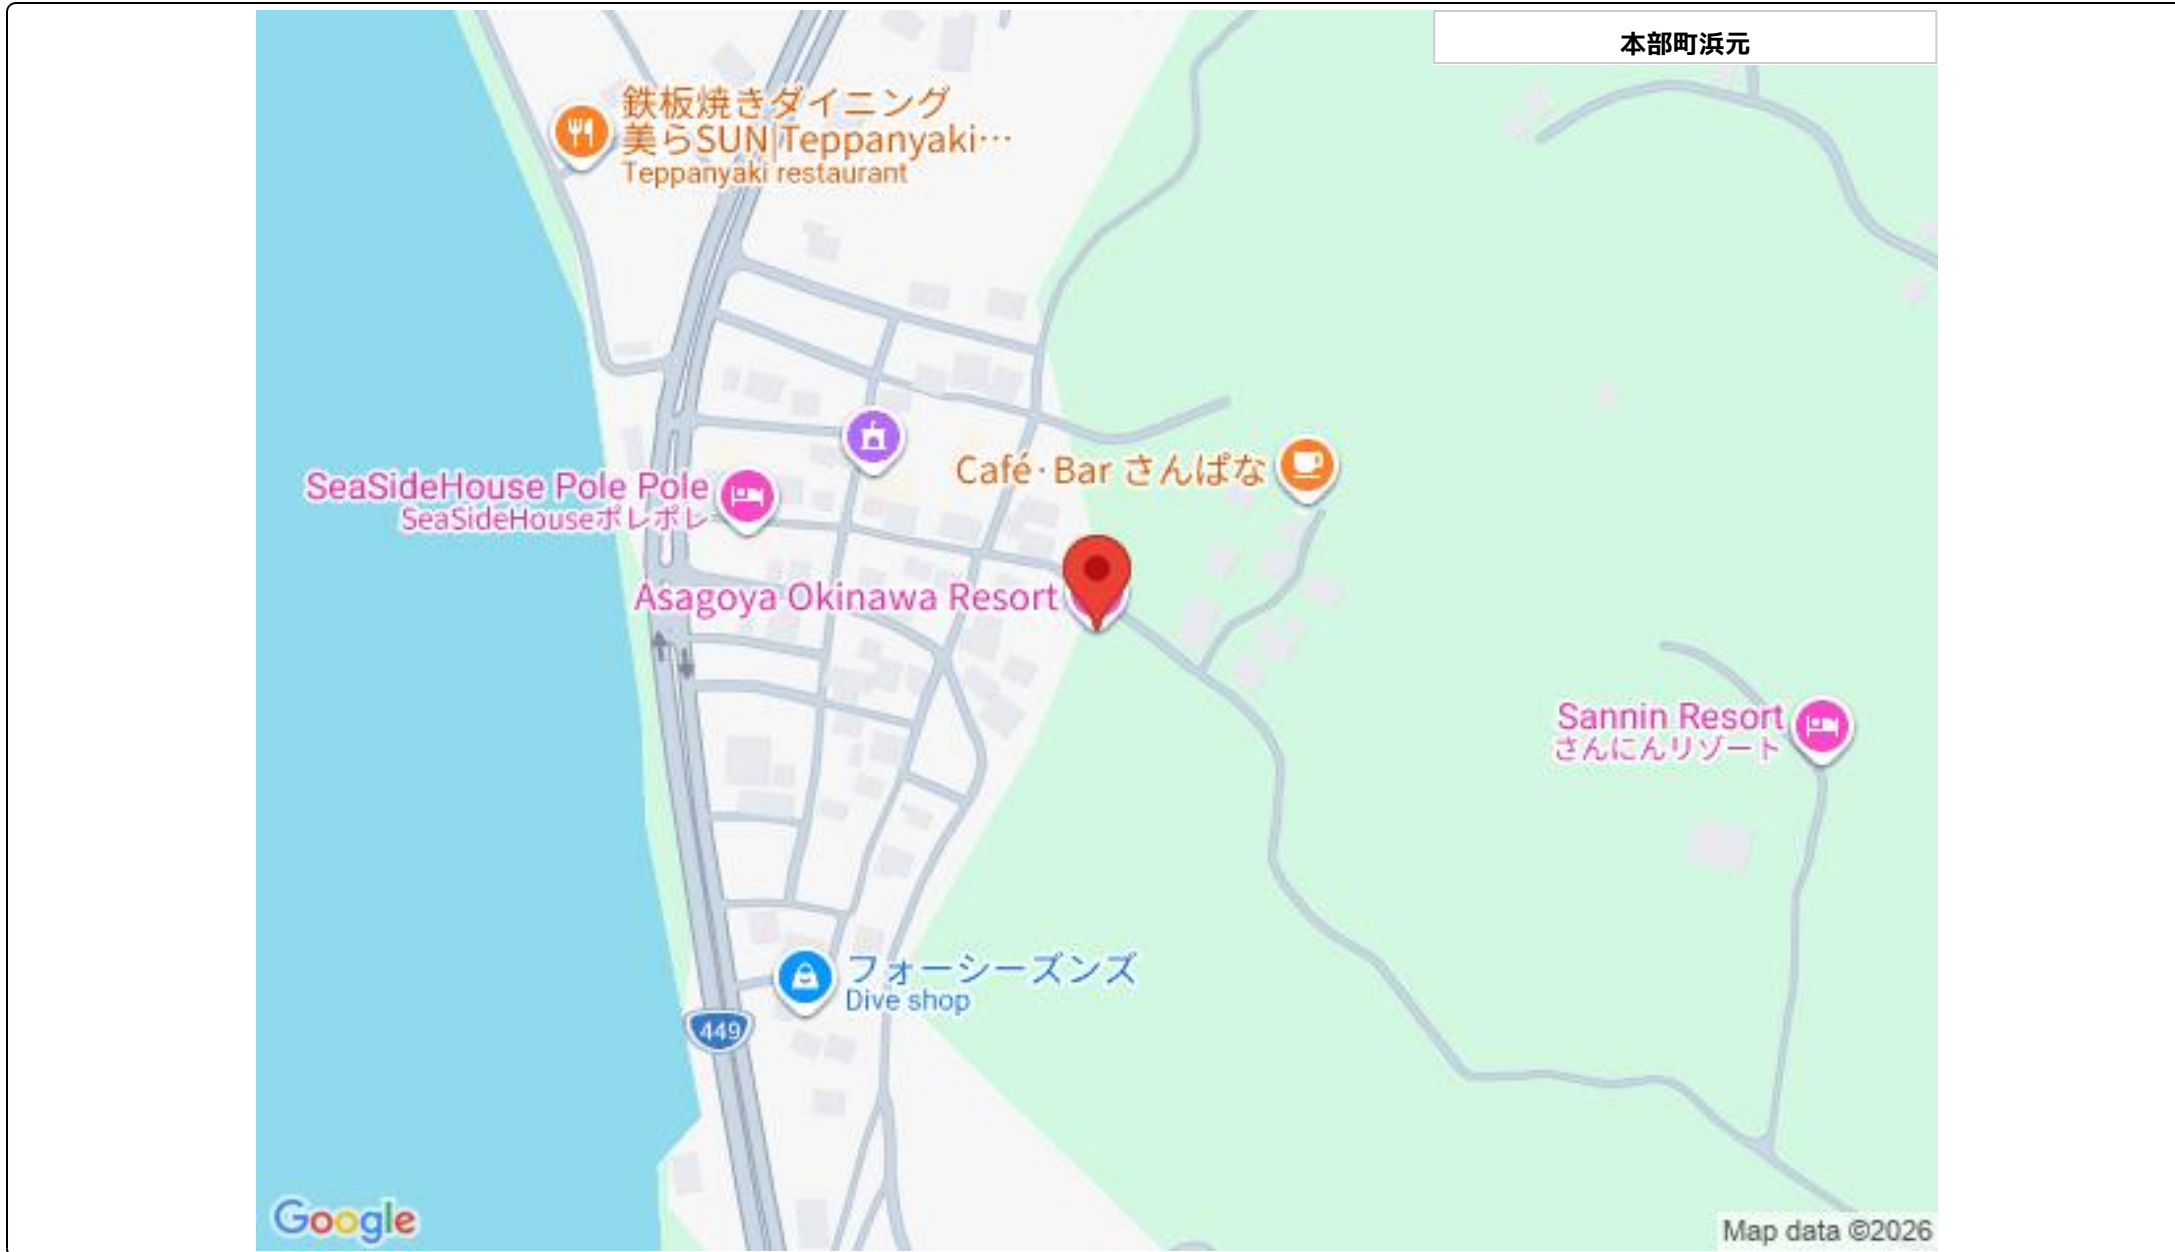 本部町浜元
鉄板焼きダイニング
美らSUN|Teppanyaki…
Teppanyaki restaurant
Café·Bar さんぱな
SeaSideHouse Pole Pole
SeaSideHouseポレポレ
Asagoya Okinawa Resort
Sannin Resort
さんにんリゾート
フォーシーズンズ
Dive shop
449
Google
Map data ©2026